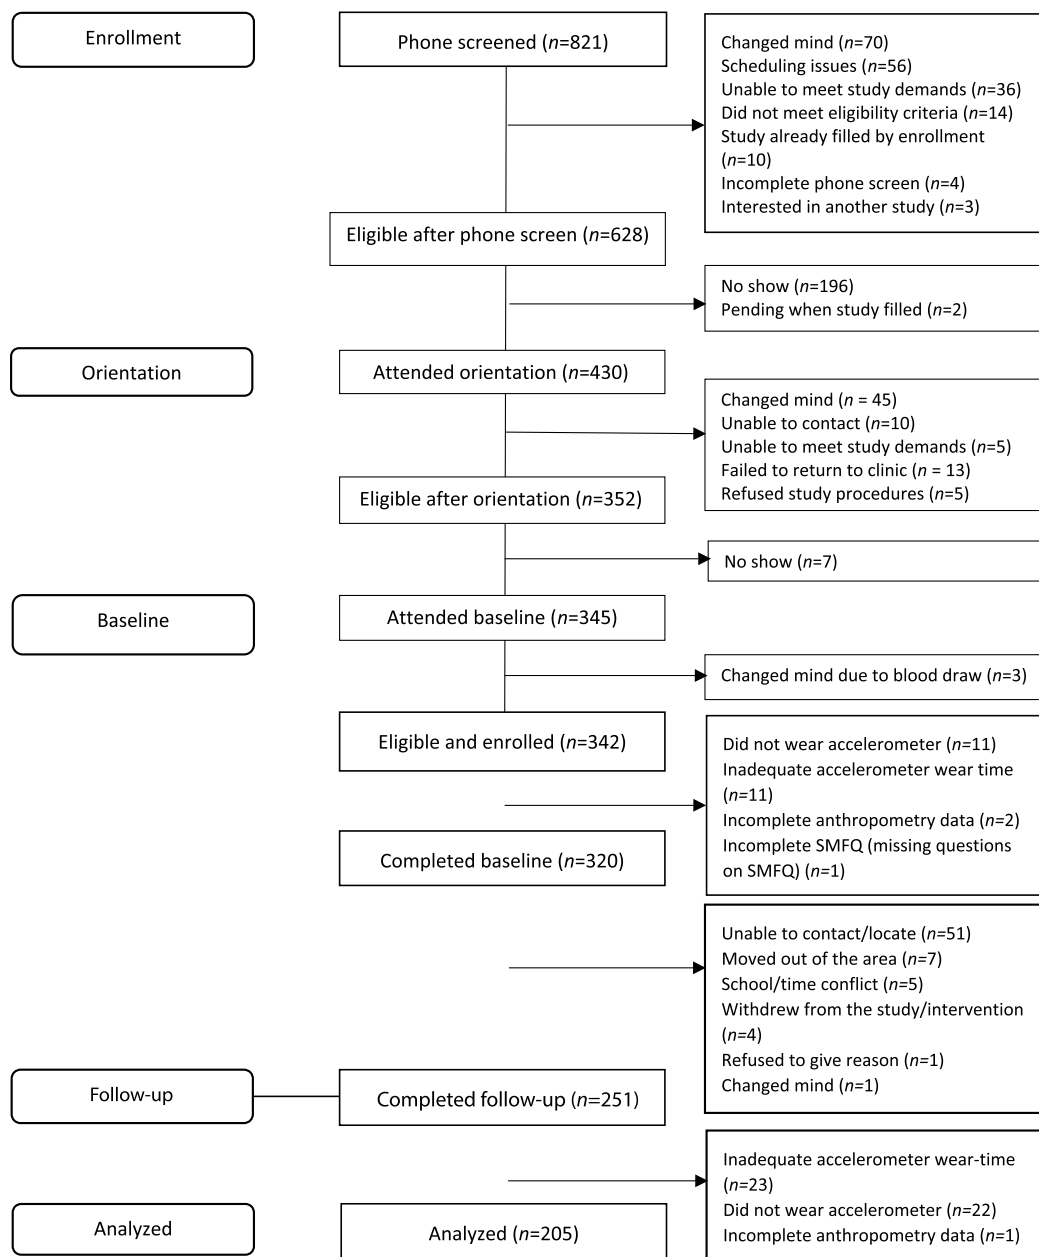 Enrollment
Phone screened (n=821)
Changed mind (n=70)
Scheduling issues (n=56)
Unable to meet study demands (n=36)
Did not meet eligibility criteria (n=14)
Study already filled by enrollment
(n=10)
Incomplete phone screen (n=4)
Interested in another study (n=3)
Eligible after phone screen (n=628)
No show (n=196)
Pending when study filled (n=2)
Orientation
Attended orientation (n=430)
Changed mind (n = 45)
Unable to contact (n=10)
Unable to meet study demands (n=5)
Failed to return to clinic (n = 13)
Refused study procedures (n=5)
Eligible after orientation (n=352)
No show (n=7)
Baseline
Attended baseline (n=345)
Changed mind due to blood draw (n=3)
Eligible and enrolled (n=342)
Did not wear accelerometer (n=11)
Inadequate accelerometer wear time
(n=11)
Incomplete anthropometry data (n=2)
Incomplete SMFQ (missing questions
on SMFQ) (n=1)
Completed baseline (n=320)
Unable to contact/locate (n=51)
Moved out of the area (n=7)
School/time conflict (n=5)
Withdrew from the study/intervention
(n=4)
Refused to give reason (n=1)
Changed mind (n=1)
Follow-up
Completed follow-up (n=251)
Inadequate accelerometer wear-time
(n=23)
Did not wear accelerometer (n=22)
Incomplete anthropometry data (n=1)
Analyzed
Analyzed (n=205)